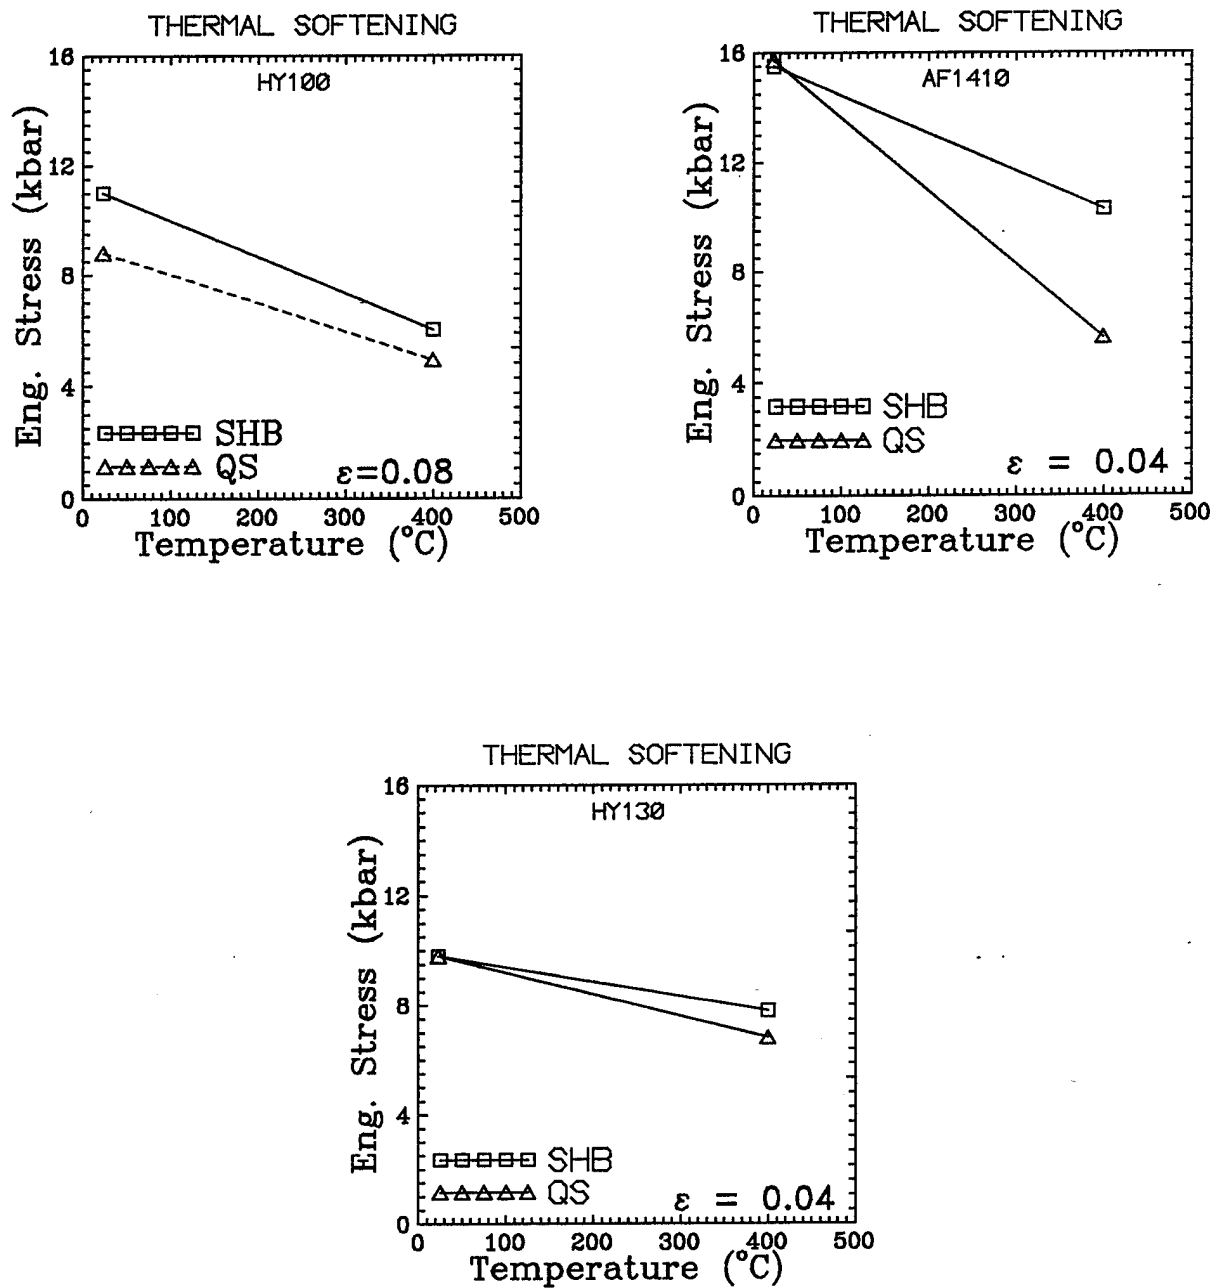 THERMAL SOFTENING
HY100
16
12
8
4
0
Eng. Stress (kbar)
SHB
QS
ε=0.08
0 100 200 300 400 500
Temperature (°C)
THERMAL SOFTENING
AF1410
16
12
8
4
0
Eng. Stress (kbar)
SHB
QS
ε = 0.04
0 100 200 300 400 500
Temperature (°C)
THERMAL SOFTENING
HY130
16
12
8
4
0
Eng. Stress (kbar)
SHB
QS
ε = 0.04
0 100 200 300 400 500
Temperature (°C)